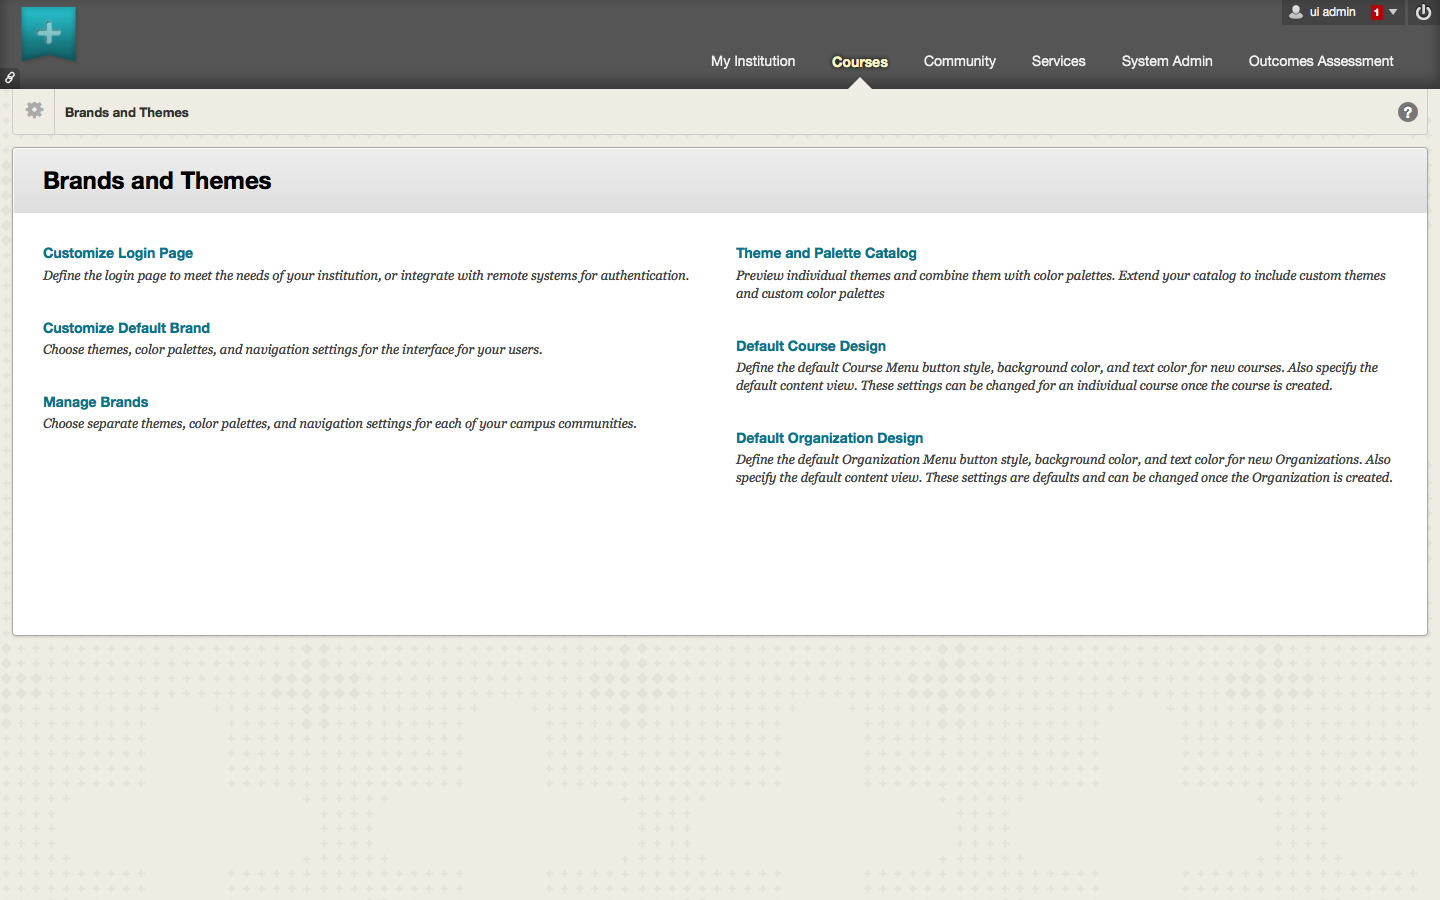 ui admin 1
My Institution Courses Community Services System Admin Outcomes Assessment
Brands and Themes
?
Brands and Themes
Customize Login Page
Define the login page to meet the needs of your institution, or integrate with remote systems for authentication.
Customize Default Brand
Choose themes, color palettes, and navigation settings for the interface for your users.
Manage Brands
Choose separate themes, color palettes, and navigation settings for each of your campus communities.
Theme and Palette Catalog
Preview individual themes and combine them with color palettes. Extend your catalog to include custom themes
and custom color palettes
Default Course Design
Define the default Course Menu button style, background color, and text color for new courses. Also specify the
default content view. These settings can be changed for an individual course once the course is created.
Default Organization Design
Define the default Organization Menu button style, background color, and text color for new Organizations. Also
specify the default content view. These settings are defaults and can be changed once the Organization is created.